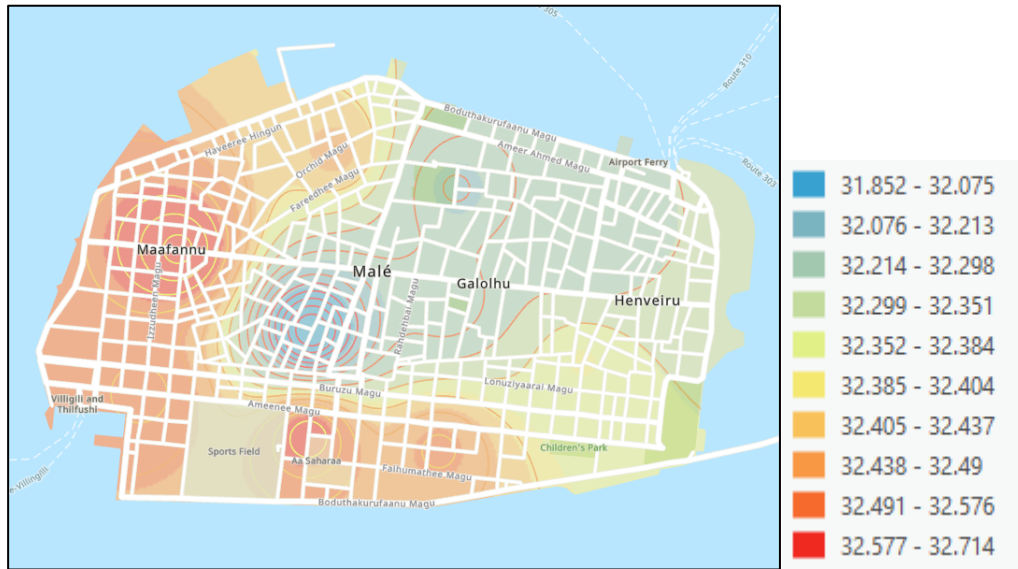 305
Route 310
Boduthakurufaanu Magu
Haveeree Hingun
Ameer Ahmed Magu
Orchid Magu
Airport Ferry
Route 303
Fareedhee Magu
Maafannu
Malé
Galolhu
Izzudheen Magu
Henveiru
Rahdhebai Magu
Buruzu Magu
Lonuziyaarai Magu
Villigili and
Thilfushi
Ameenee Magu
Sports Field
Aa Saharaa
Children's Park
Faihumathee Magu
e-Villingilli
Boduthakurufaanu Magu
31.852 - 32.075
32.076 - 32.213
32.214 - 32.298
32.299 - 32.351
32.352 - 32.384
32.385 - 32.404
32.405 - 32.437
32.438 - 32.49
32.491 - 32.576
32.577 - 32.714